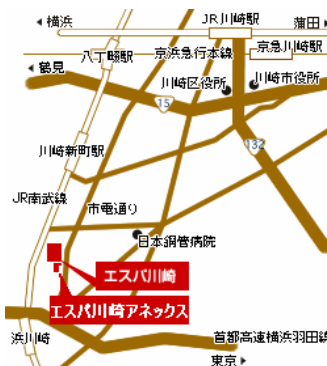 ◂横浜
JR川崎駅
蒲田▸
八丁畷駅
京浜急行本線
京急川崎駅
◂鶴見
川崎区役所
川崎市役所
15
132
川崎新町駅
JR南武線
市電通り
日本鋼管病院
エスパ川崎
エスパ川崎アネックス
浜川崎
首都高速横浜羽田線
東京▸